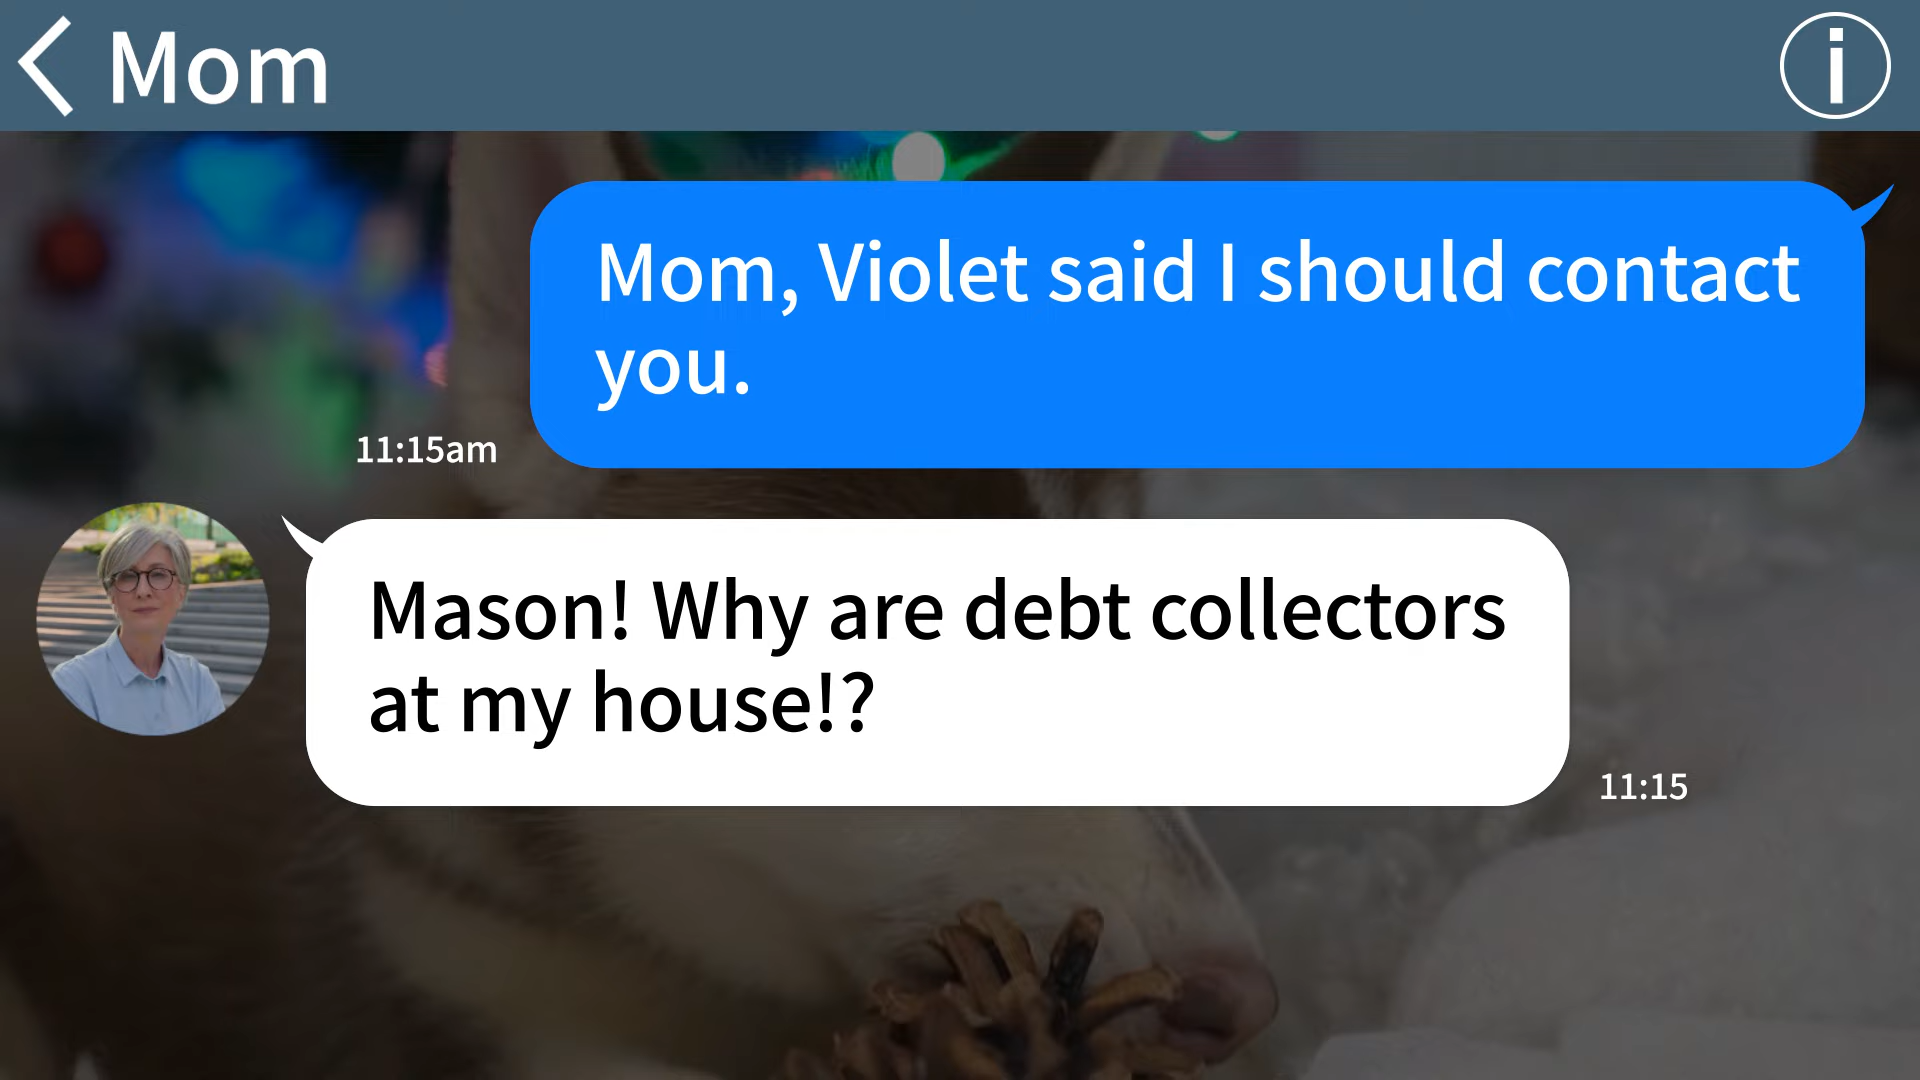 Mom
Mom, Violet said I should contact
you.
11:15am
Mason! Why are debt collectors
at my house!?
11:15